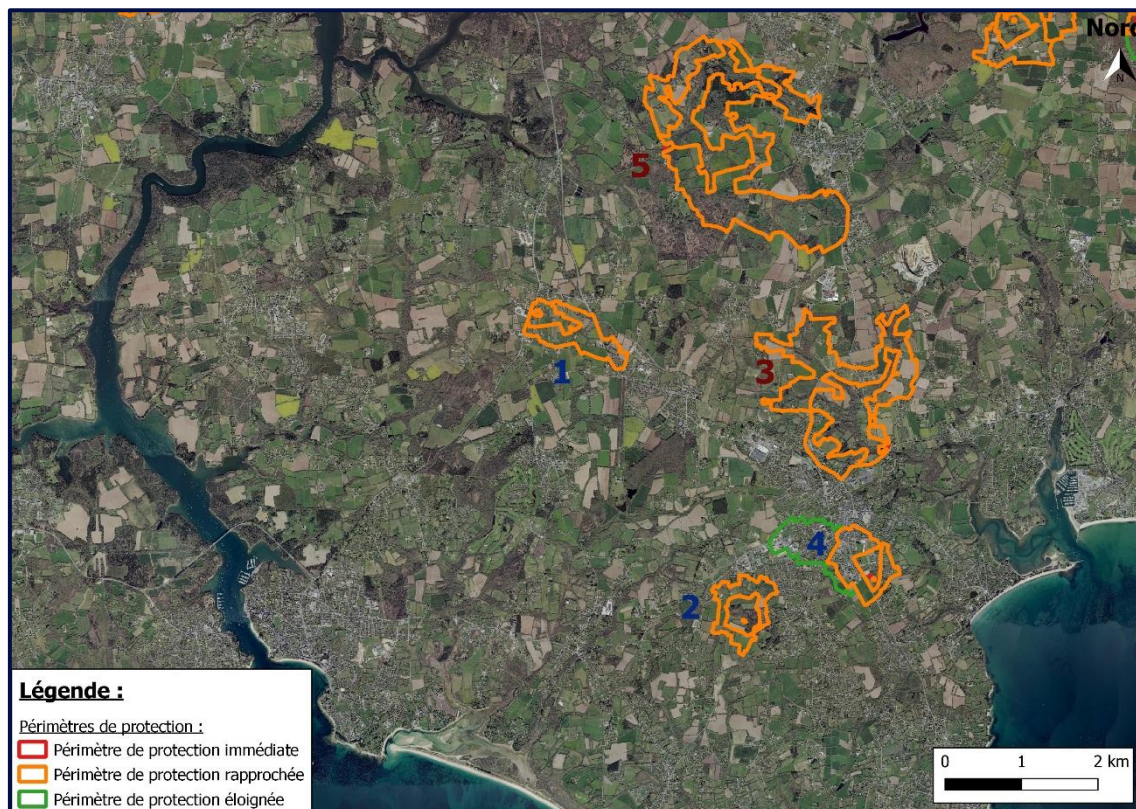 Nord
N
5
1
3
4
2
Légende :
Périmètres de protection :
Périmètre de protection immédiate
Périmètre de protection rapprochée
Périmètre de protection éloignée
0 1 2 km